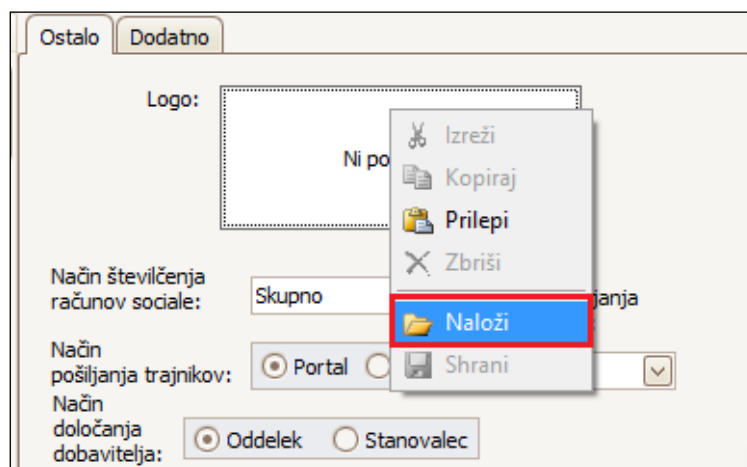 Ostalo Dodatno
Logo:
Ni po
Izreži
Kopiraj
Prilepi
Zbriši
Naloži
Shrani
Način številčenja
računov sociale: Skupno
janja
Način
pošiljanja trajnikov: Portal
Način
določanja
dobavitelja: Oddelek Stanovalec